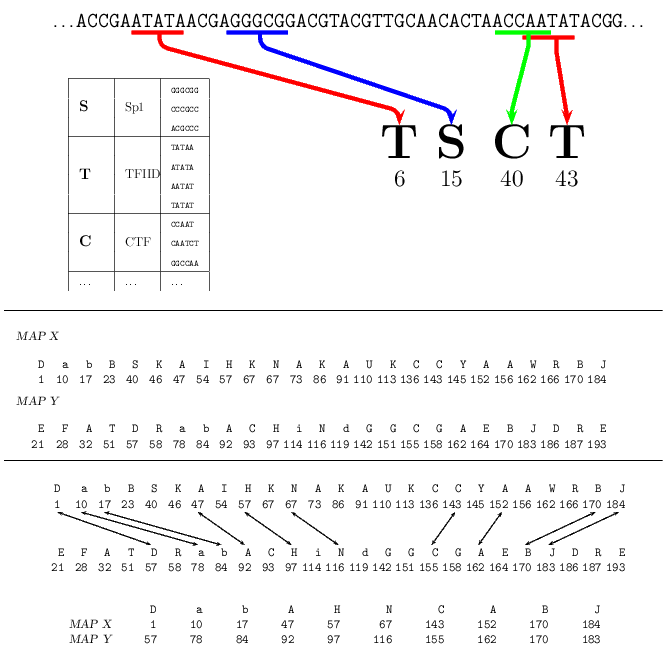 ...ACCGAATATAACGAGGGCGGACGTACGTTGCAACACTAACCAATATACGG...
T S C T
6 15 40 43
S Sp1 GGGCGG
CCCGCC
ACGCCC
T TFIID TATAA
ATATA
AATAT
TATAT
C CTF CCAAT
CAATCT
GGCCAA
... ... ...
MAP X
D a b B S K A I H K N A K A U K C C Y A A W R B J
1 10 17 23 40 46 47 54 57 67 67 73 86 91 110 113 136 143 145 152 156 162 166 170 184
MAP Y
E F A T D R a b A C H i N d G G C G A E B J D R E
21 28 32 51 57 58 78 84 92 93 97 114 116 119 142 151 155 158 162 164 170 183 186 187 193
D a b B S K A I H K N A K A U K C C Y A A W R B J
1 10 17 23 40 46 47 54 57 67 67 73 86 91 110 113 136 143 145 152 156 162 166 170 184
E F A T D R a b A C H i N d G G C G A E B J D R E
21 28 32 51 57 58 78 84 92 93 97 114 116 119 142 151 155 158 162 164 170 183 186 187 193
D a b A H N C A B J
MAP X 1 10 17 47 57 67 143 152 170 184
MAP Y 57 78 84 92 97 116 155 162 170 183